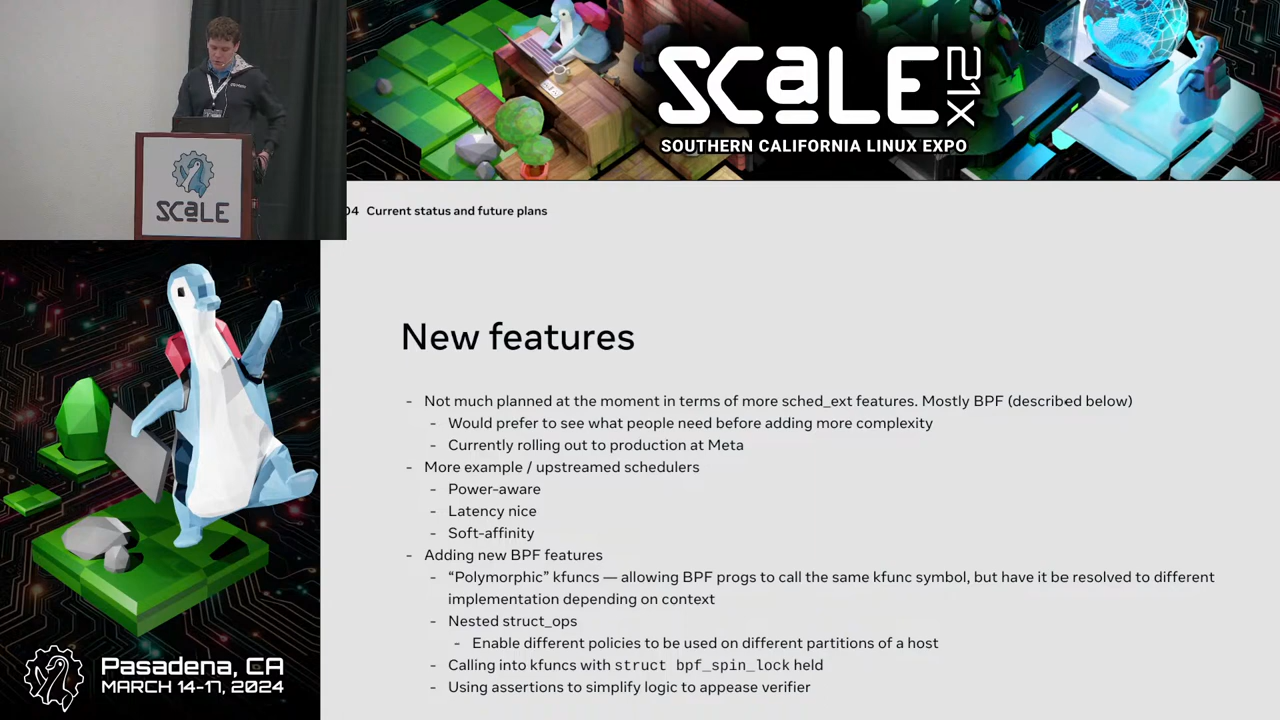 SCALE 21X
SOUTHERN CALIFORNIA LINUX EXPO
SCALE
04 Current status and future plans
New features
- Not much planned at the moment in terms of more sched_ext features. Mostly BPF (described below)
- Would prefer to see what people need before adding more complexity
- Currently rolling out to production at Meta
- More example / upstreamed schedulers
- Power-aware
- Latency nice
- Soft-affinity
- Adding new BPF features
- “Polymorphic” kfuncs — allowing BPF progs to call the same kfunc symbol, but have it be resolved to different
implementation depending on context
- Nested struct_ops
- Enable different policies to be used on different partitions of a host
- Calling into kfuncs with struct bpf_spin_lock held
- Using assertions to simplify logic to appease verifier
Pasadena, CA
MARCH 14-17, 2024